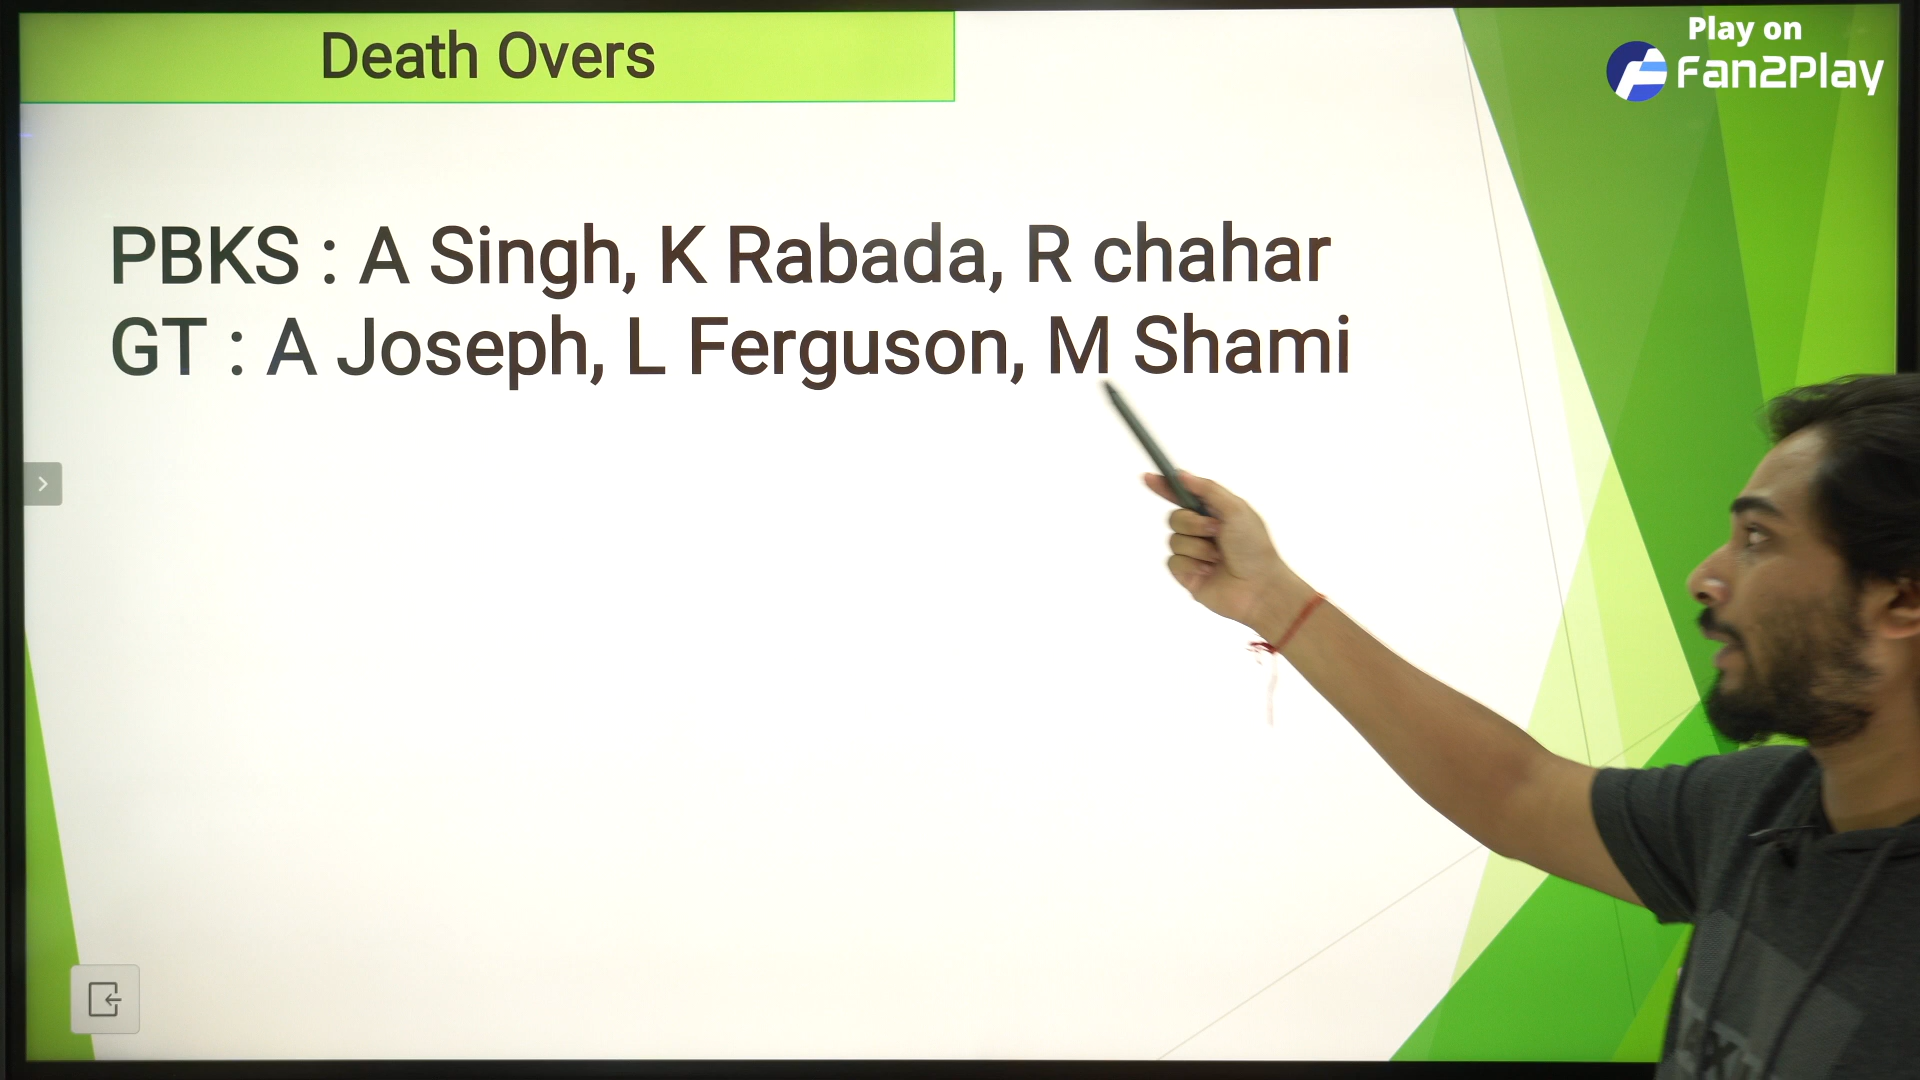 Death Overs
Play on
Fan2Play
PBKS : A Singh, K Rabada, R chahar
GT : A Joseph, L Ferguson, M Shami